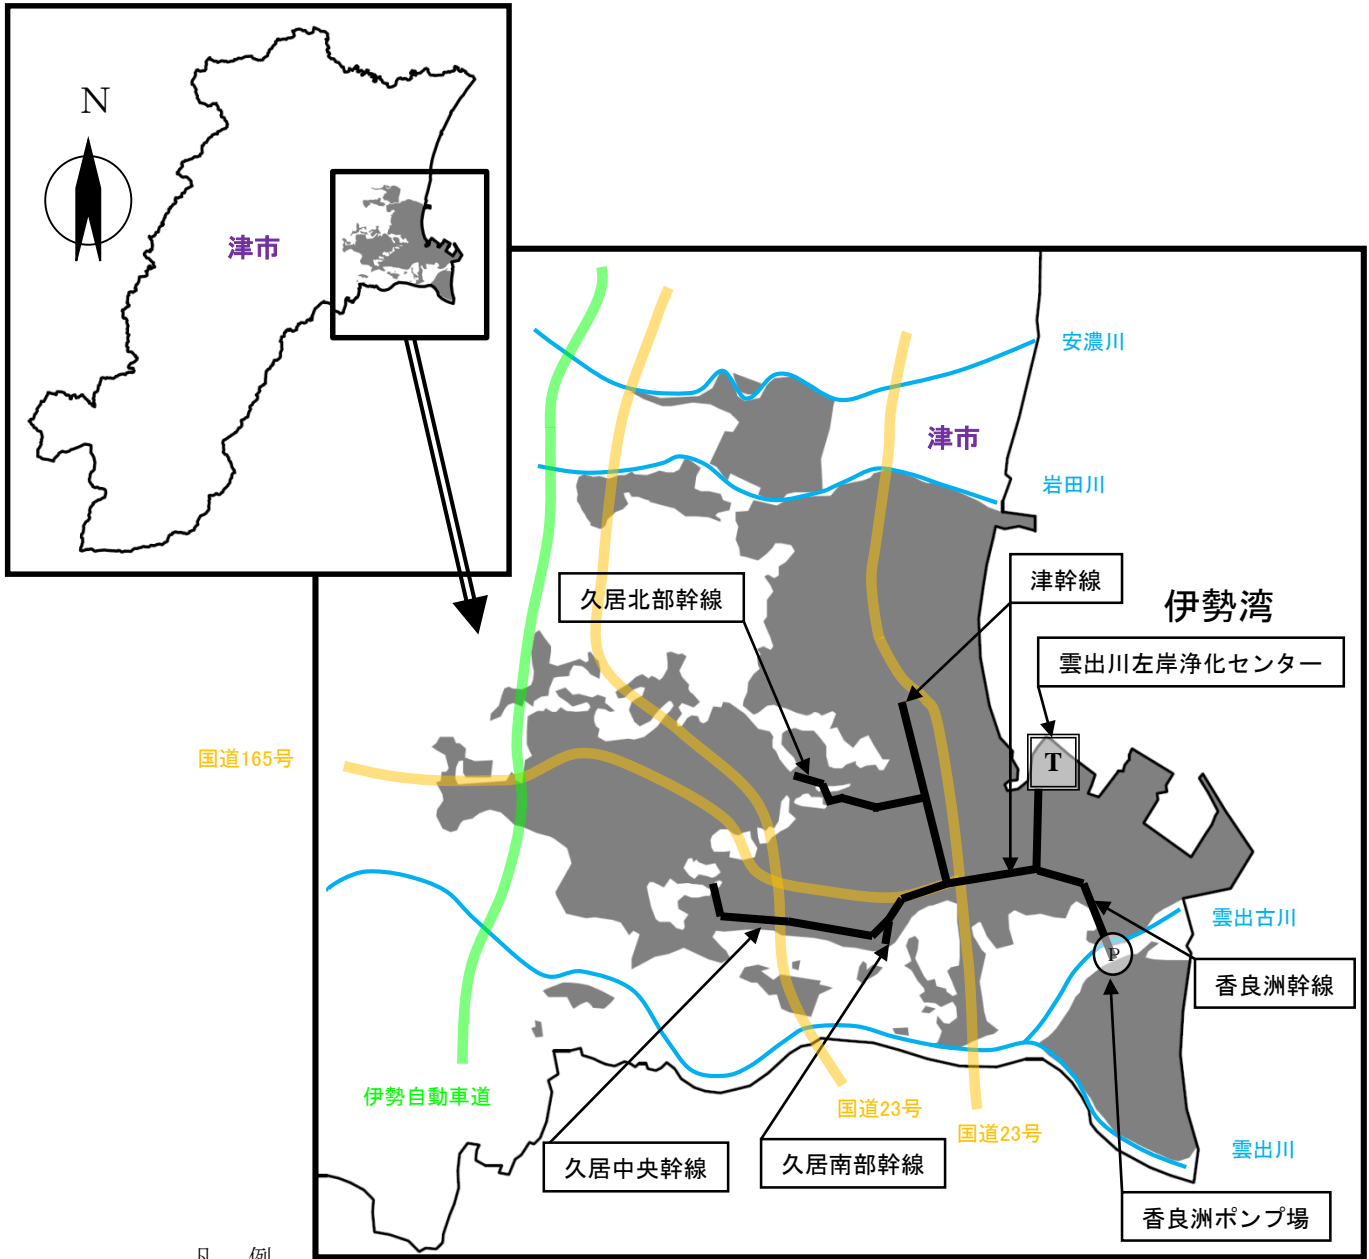 N
津市
安濃川
津市
岩田川
津幹線
久居北部幹線
伊勢湾
雲出川左岸浄化センター
国道165号
T
雲出古川
P
香良洲幹線
伊勢自動車道
国道23号
国道23号
久居中央幹線
久居南部幹線
雲出川
香良洲ポンプ場
凡 例